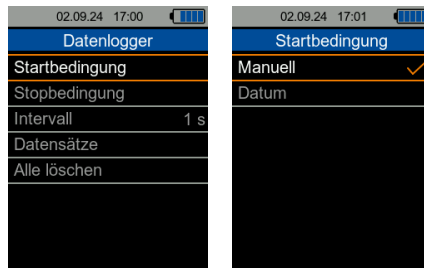 02.09.24 17:00
Datenlogger
Startbedingung
Stopbedingung
Intervall 1 s
Datensätze
Alle löschen
02.09.24 17:01
Startbedingung
Manuell
Datum